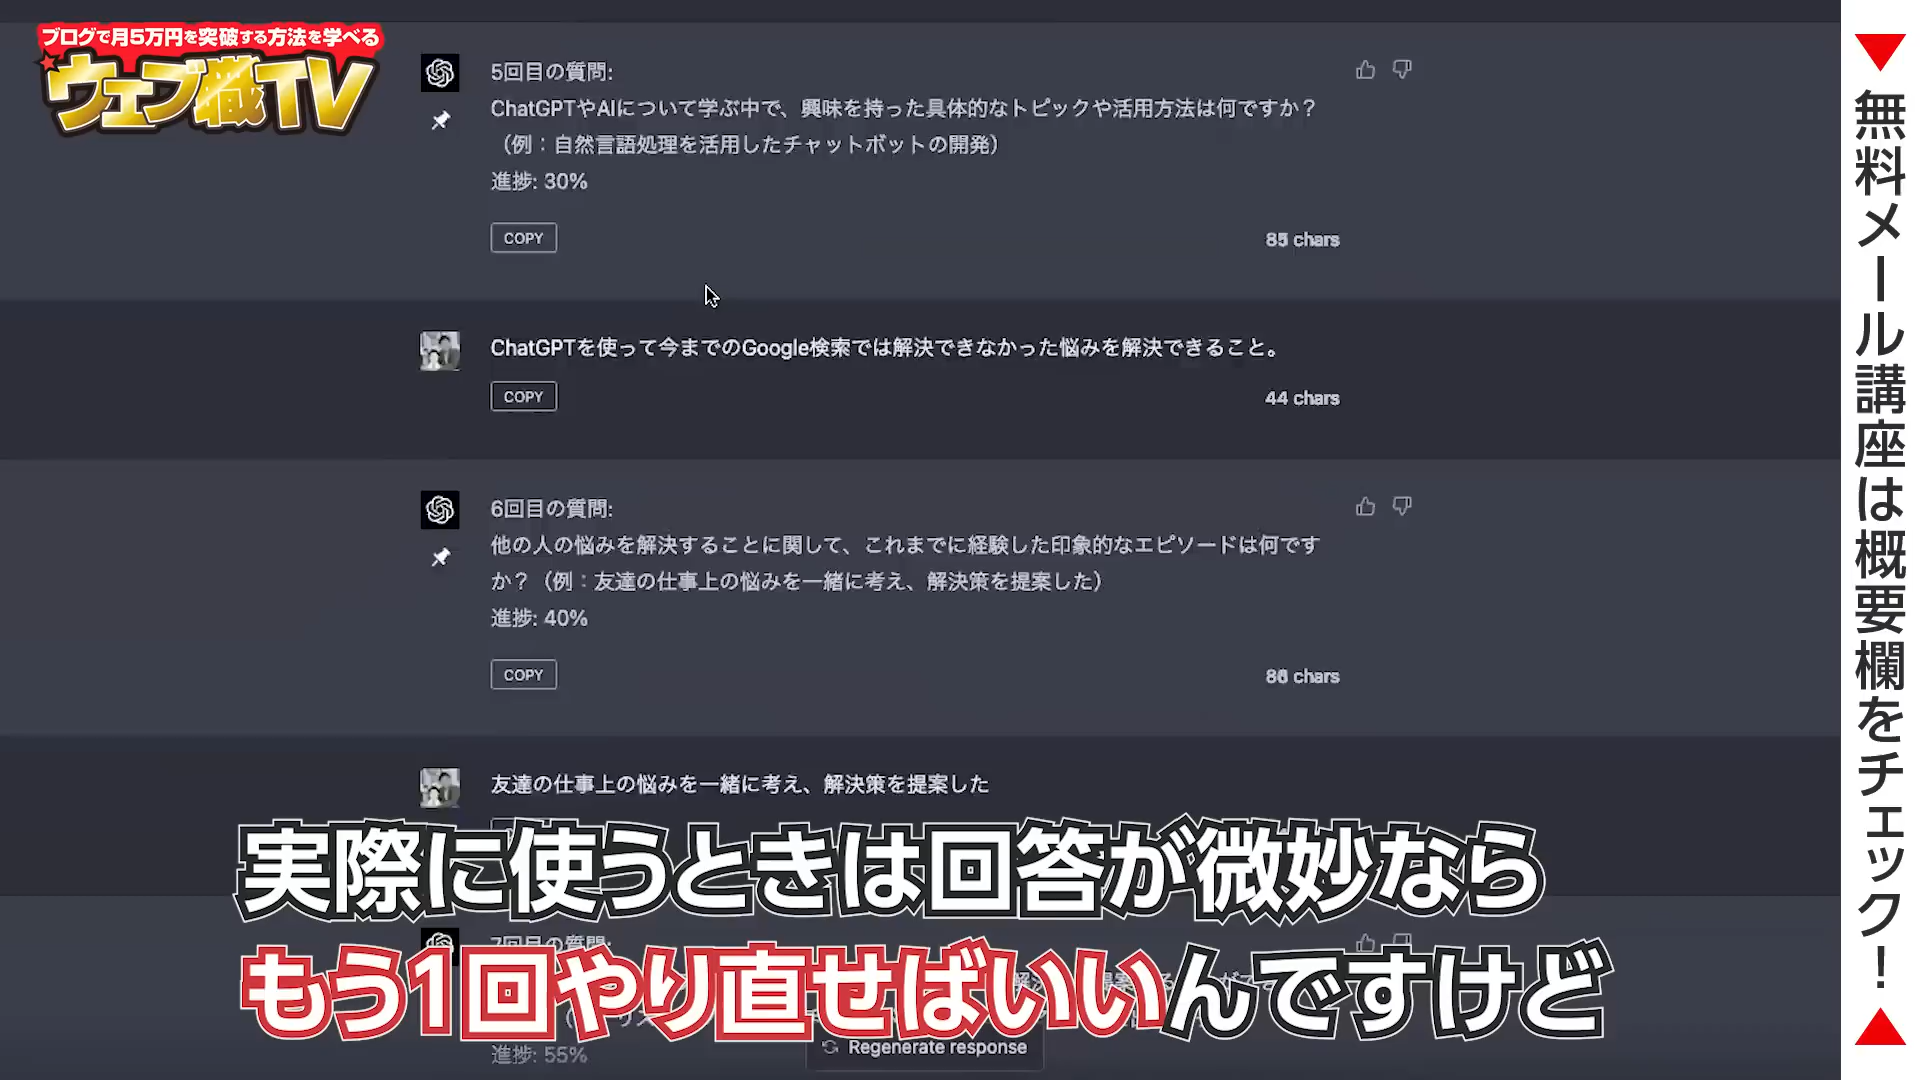 ブログで月5万円を突破する方法を学べる
ウェブ職TV
5回目の質問:
ChatGPTやAIについて学ぶ中で、興味を持った具体的なトピックや活用方法は何ですか？
（例：自然言語処理を活用したチャットボットの開発）
進捗: 30%
COPY
85 chars
ChatGPTを使って今までのGoogle検索では解決できなかった悩みを解決できること。
COPY
44 chars
6回目の質問:
他の人の悩みを解決することに関して、これまでに経験した印象的なエピソードは何です
か？（例：友達の仕事上の悩みを一緒に考え、解決策を提案した）
進捗: 40%
COPY
86 chars
友達の仕事上の悩みを一緒に考え、解決策を提案した
実際に使うときは回答が微妙なら
7回目の質問:
もう1回やり直せばいいんですけど
進捗: 55%
Regenerate response
無料メール講座は概要欄をチェック！